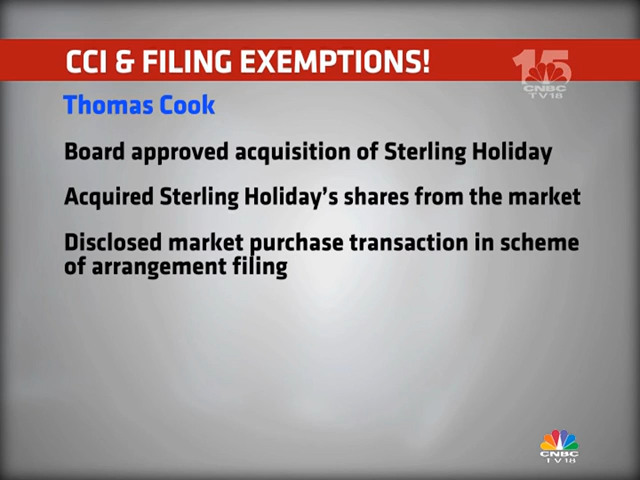 CCI & FILING EXEMPTIONS!
15
CNBC
TV18
Thomas Cook
Board approved acquisition of Sterling Holiday
Acquired Sterling Holiday's shares from the market
Disclosed market purchase transaction in scheme
of arrangement filing
CNBC
TV18